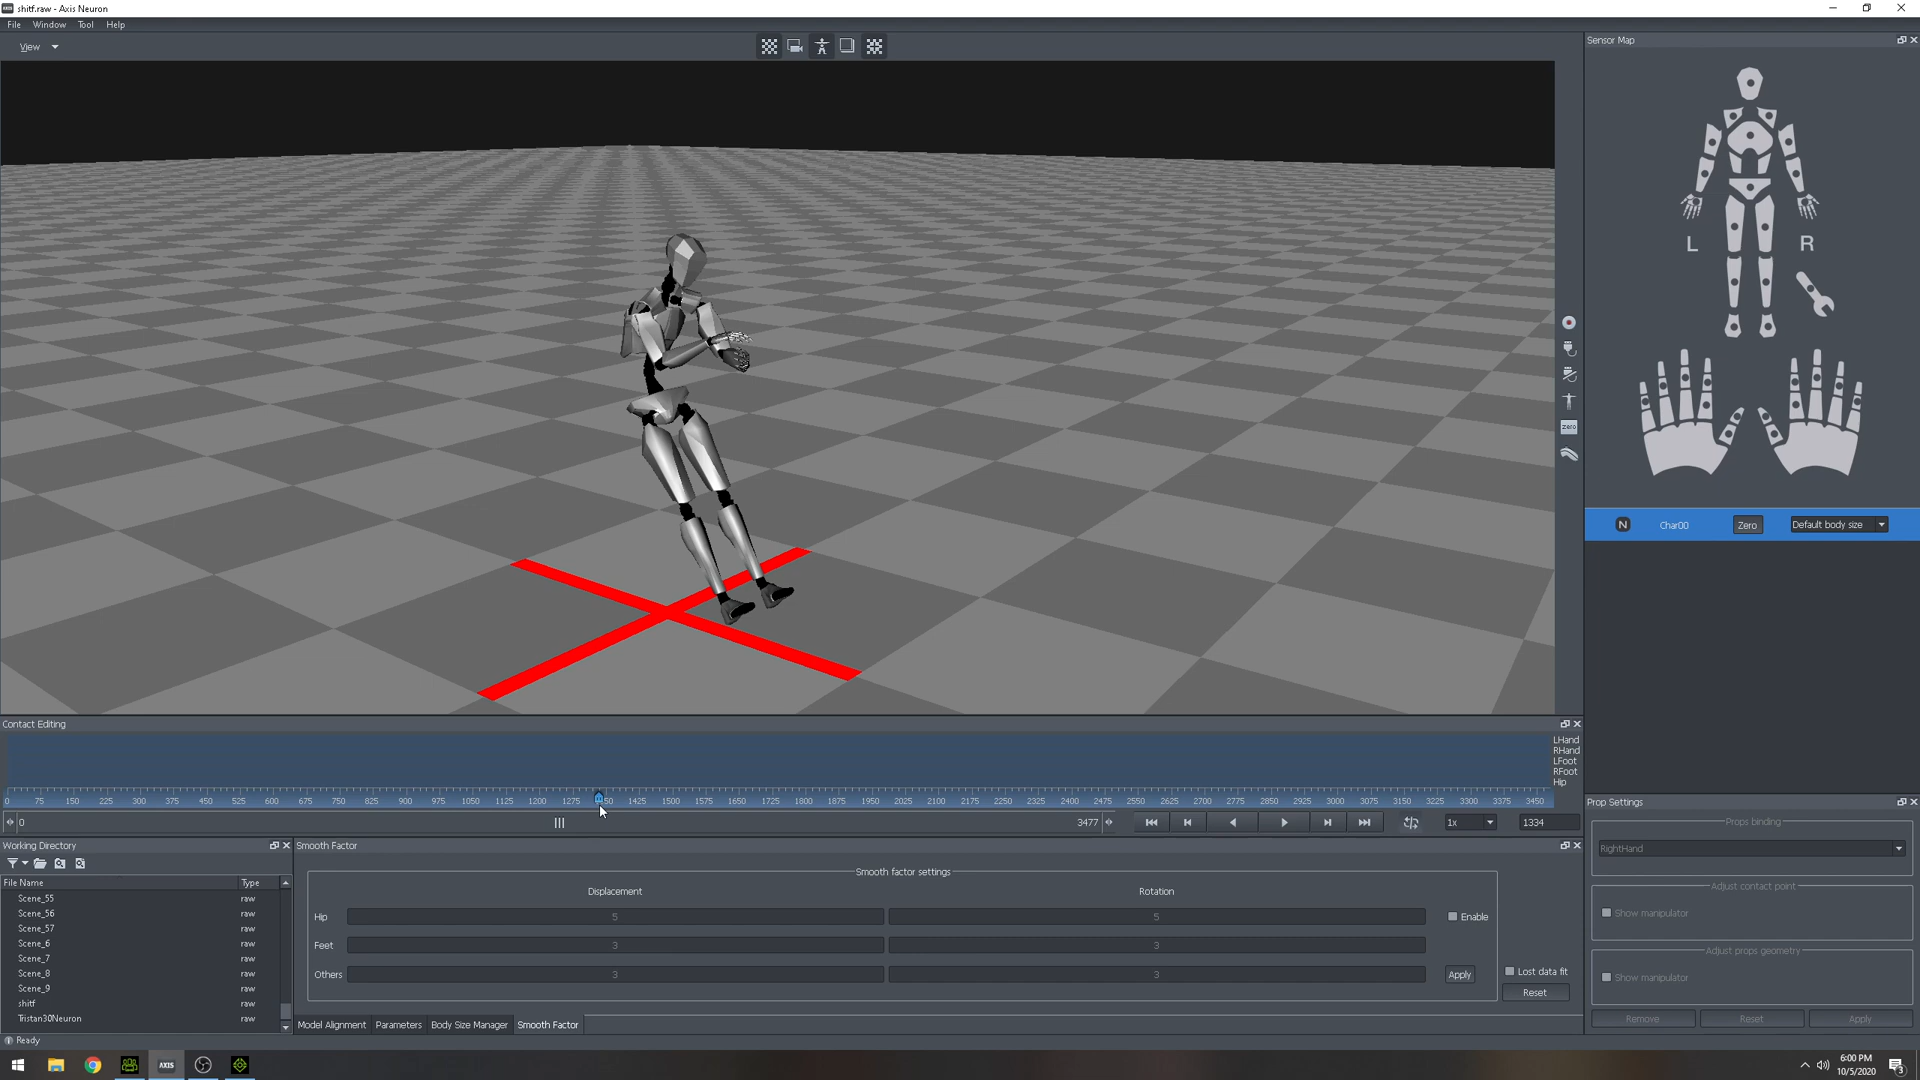 shitf.raw - Axis Neuron
File Window Tool Help
View
Sensor Map
L R
zero
N Char00 Zero Default body size
Contact Editing
LHand
RHand
LFoot
RFoot
Hip
0 75 150 225 300 375 450 525 600 675 750 825 900 975 1050 1125 1200 1275 1425 1500 1575 1650 1725 1800 1875 1950 2025 2100 2175 2250 2325 2400 2475 2550 2625 2700 2775 2850 2925 3000 3075 3150 3225 3300 3375 3450
0 3477 1x 1334
Working Directory
File Name Type
Scene_55 raw
Scene_56 raw
Scene_57 raw
Scene_6 raw
Scene_7 raw
Scene_8 raw
Scene_9 raw
shitf raw
Tristan30Neuron raw
Smooth Factor
Smooth factor settings
Displacement Rotation
Hip 5 5 Enable
Feet 3 3
Others 3 3 Apply
Lost data fit
Reset
Model Alignment Parameters Body Size Manager Smooth Factor
Prop Settings
Props binding
RightHand
Adjust contact point
Show manipulator
Adjust props geometry
Show manipulator
Remove Reset Apply
Ready
AXIS
6:00 PM
10/5/2020
3